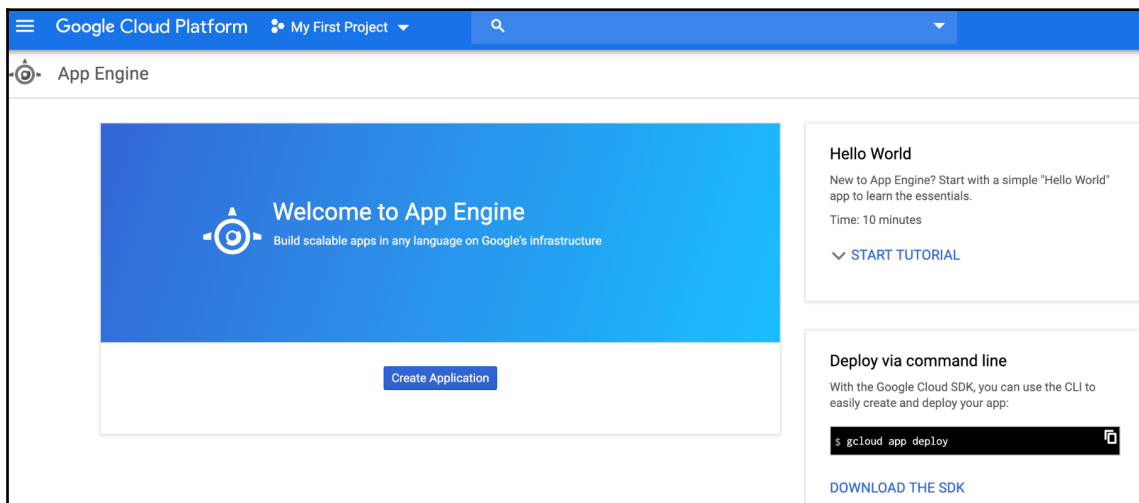 Google Cloud Platform
My First Project
App Engine
Welcome to App Engine
Build scalable apps in any language on Google's infrastructure
Create Application
Hello World
New to App Engine? Start with a simple "Hello World"
app to learn the essentials.
Time: 10 minutes
START TUTORIAL
Deploy via command line
With the Google Cloud SDK, you can use the CLI to
easily create and deploy your app:
$ gcloud app deploy
DOWNLOAD THE SDK